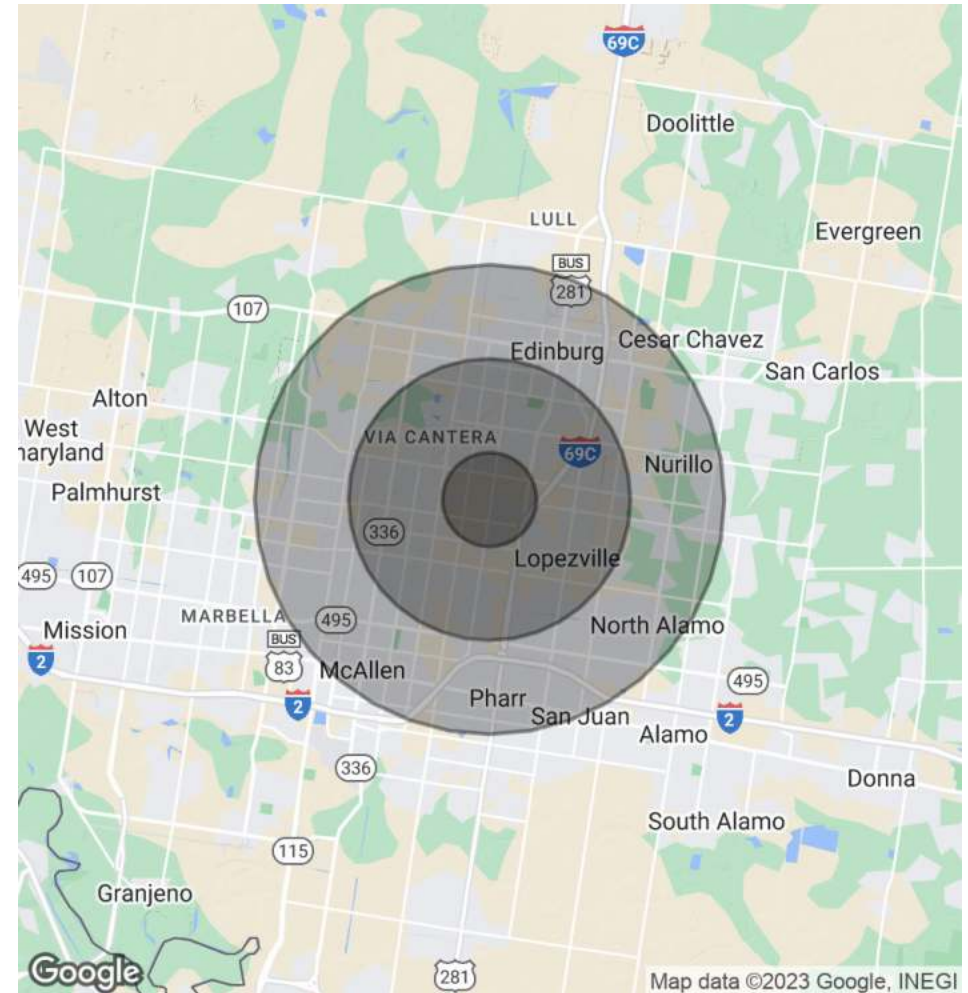 69C
Doolittle
LULL
Evergreen
BUS
281
107
Cesar Chavez
Edinburg
San Carlos
Alton
West
VIA CANTERA
69C
naryland
Nurillo
Palmhurst
336
Lopezville
495
107
MARBELLA
495
North Alamo
Mission
BUS
2
83
McAllen
495
Pharr
2
San Juan
2
Alamo
336
Donna
South Alamo
115
Granjeno
Google
281
Map data ©2023 Google, INEGI